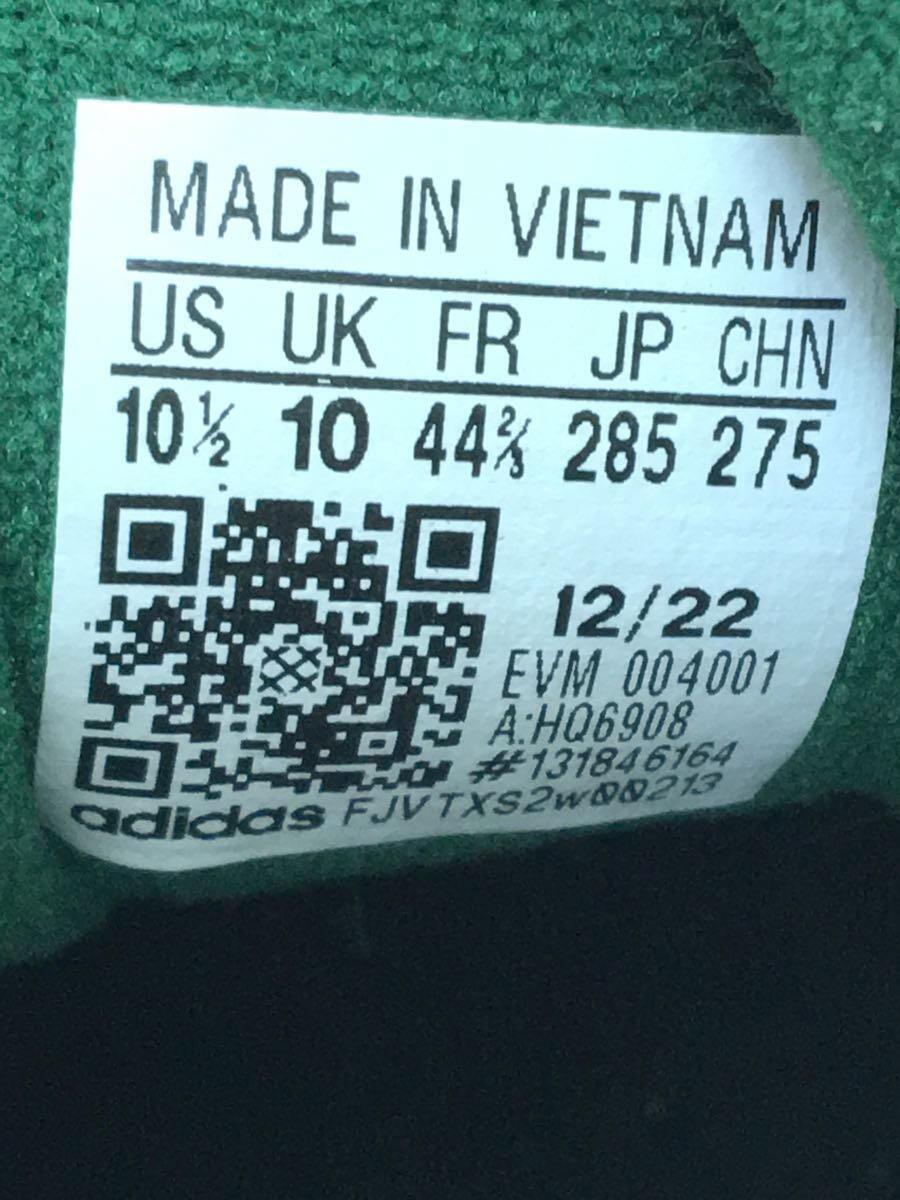 MADE IN VIETNAM
US UK FR JP CHN
10½ 10 44⅔ 285 275
12/22
EVM 004001
A:HQ6908
#131846164
adidas FJVTXS2W00213